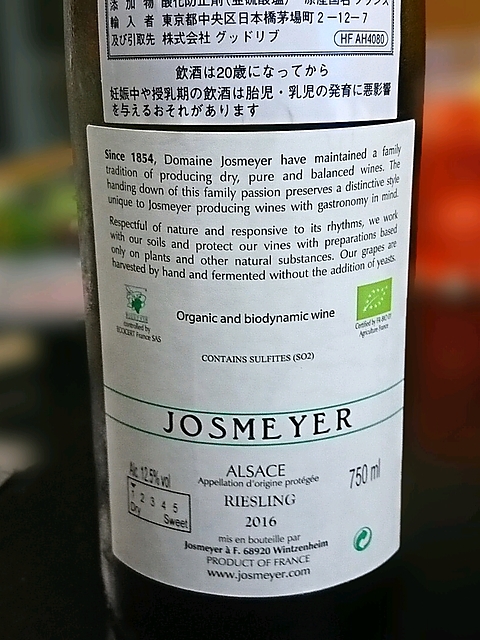 添加物 酸化防止剤(亜硫酸塩) 原産国名 フランス
輸入者 東京都中央区日本橋茅場町2-12-7
及び引取先 株式会社 グッドリブ HF AH4080
飲酒は20歳になってから
妊娠中や授乳期の飲酒は胎児・乳児の発育に悪影響
を与えるおそれがあります
Since 1854, Domaine Josmeyer have maintained a family
tradition of producing dry, pure and balanced wines. The
handing down of this family passion preserves a distinctive style
unique to Josmeyer producing wines with gastronomy in mind.
Respectful of nature and responsive to its rhythms, we work
with our soils and protect our vines with preparations based
only on plants and other natural substances. Our grapes are
harvested by hand and fermented without the addition of yeasts.
controlled by
ECOCERT France SAS
Organic and biodynamic wine
Certified by FR-BIO-01
Agriculture France
CONTAINS SULFITES (SO2)
JOSMEYER
Alc.12.5% vol
1 2 3 4 5
Dry Sweet
ALSACE
Appellation d'origine protégée
RIESLING
2016
750 ml
mis en bouteille par
Josmeyer à F. 68920 Wintzenheim
PRODUCT OF FRANCE
www.josmeyer.com